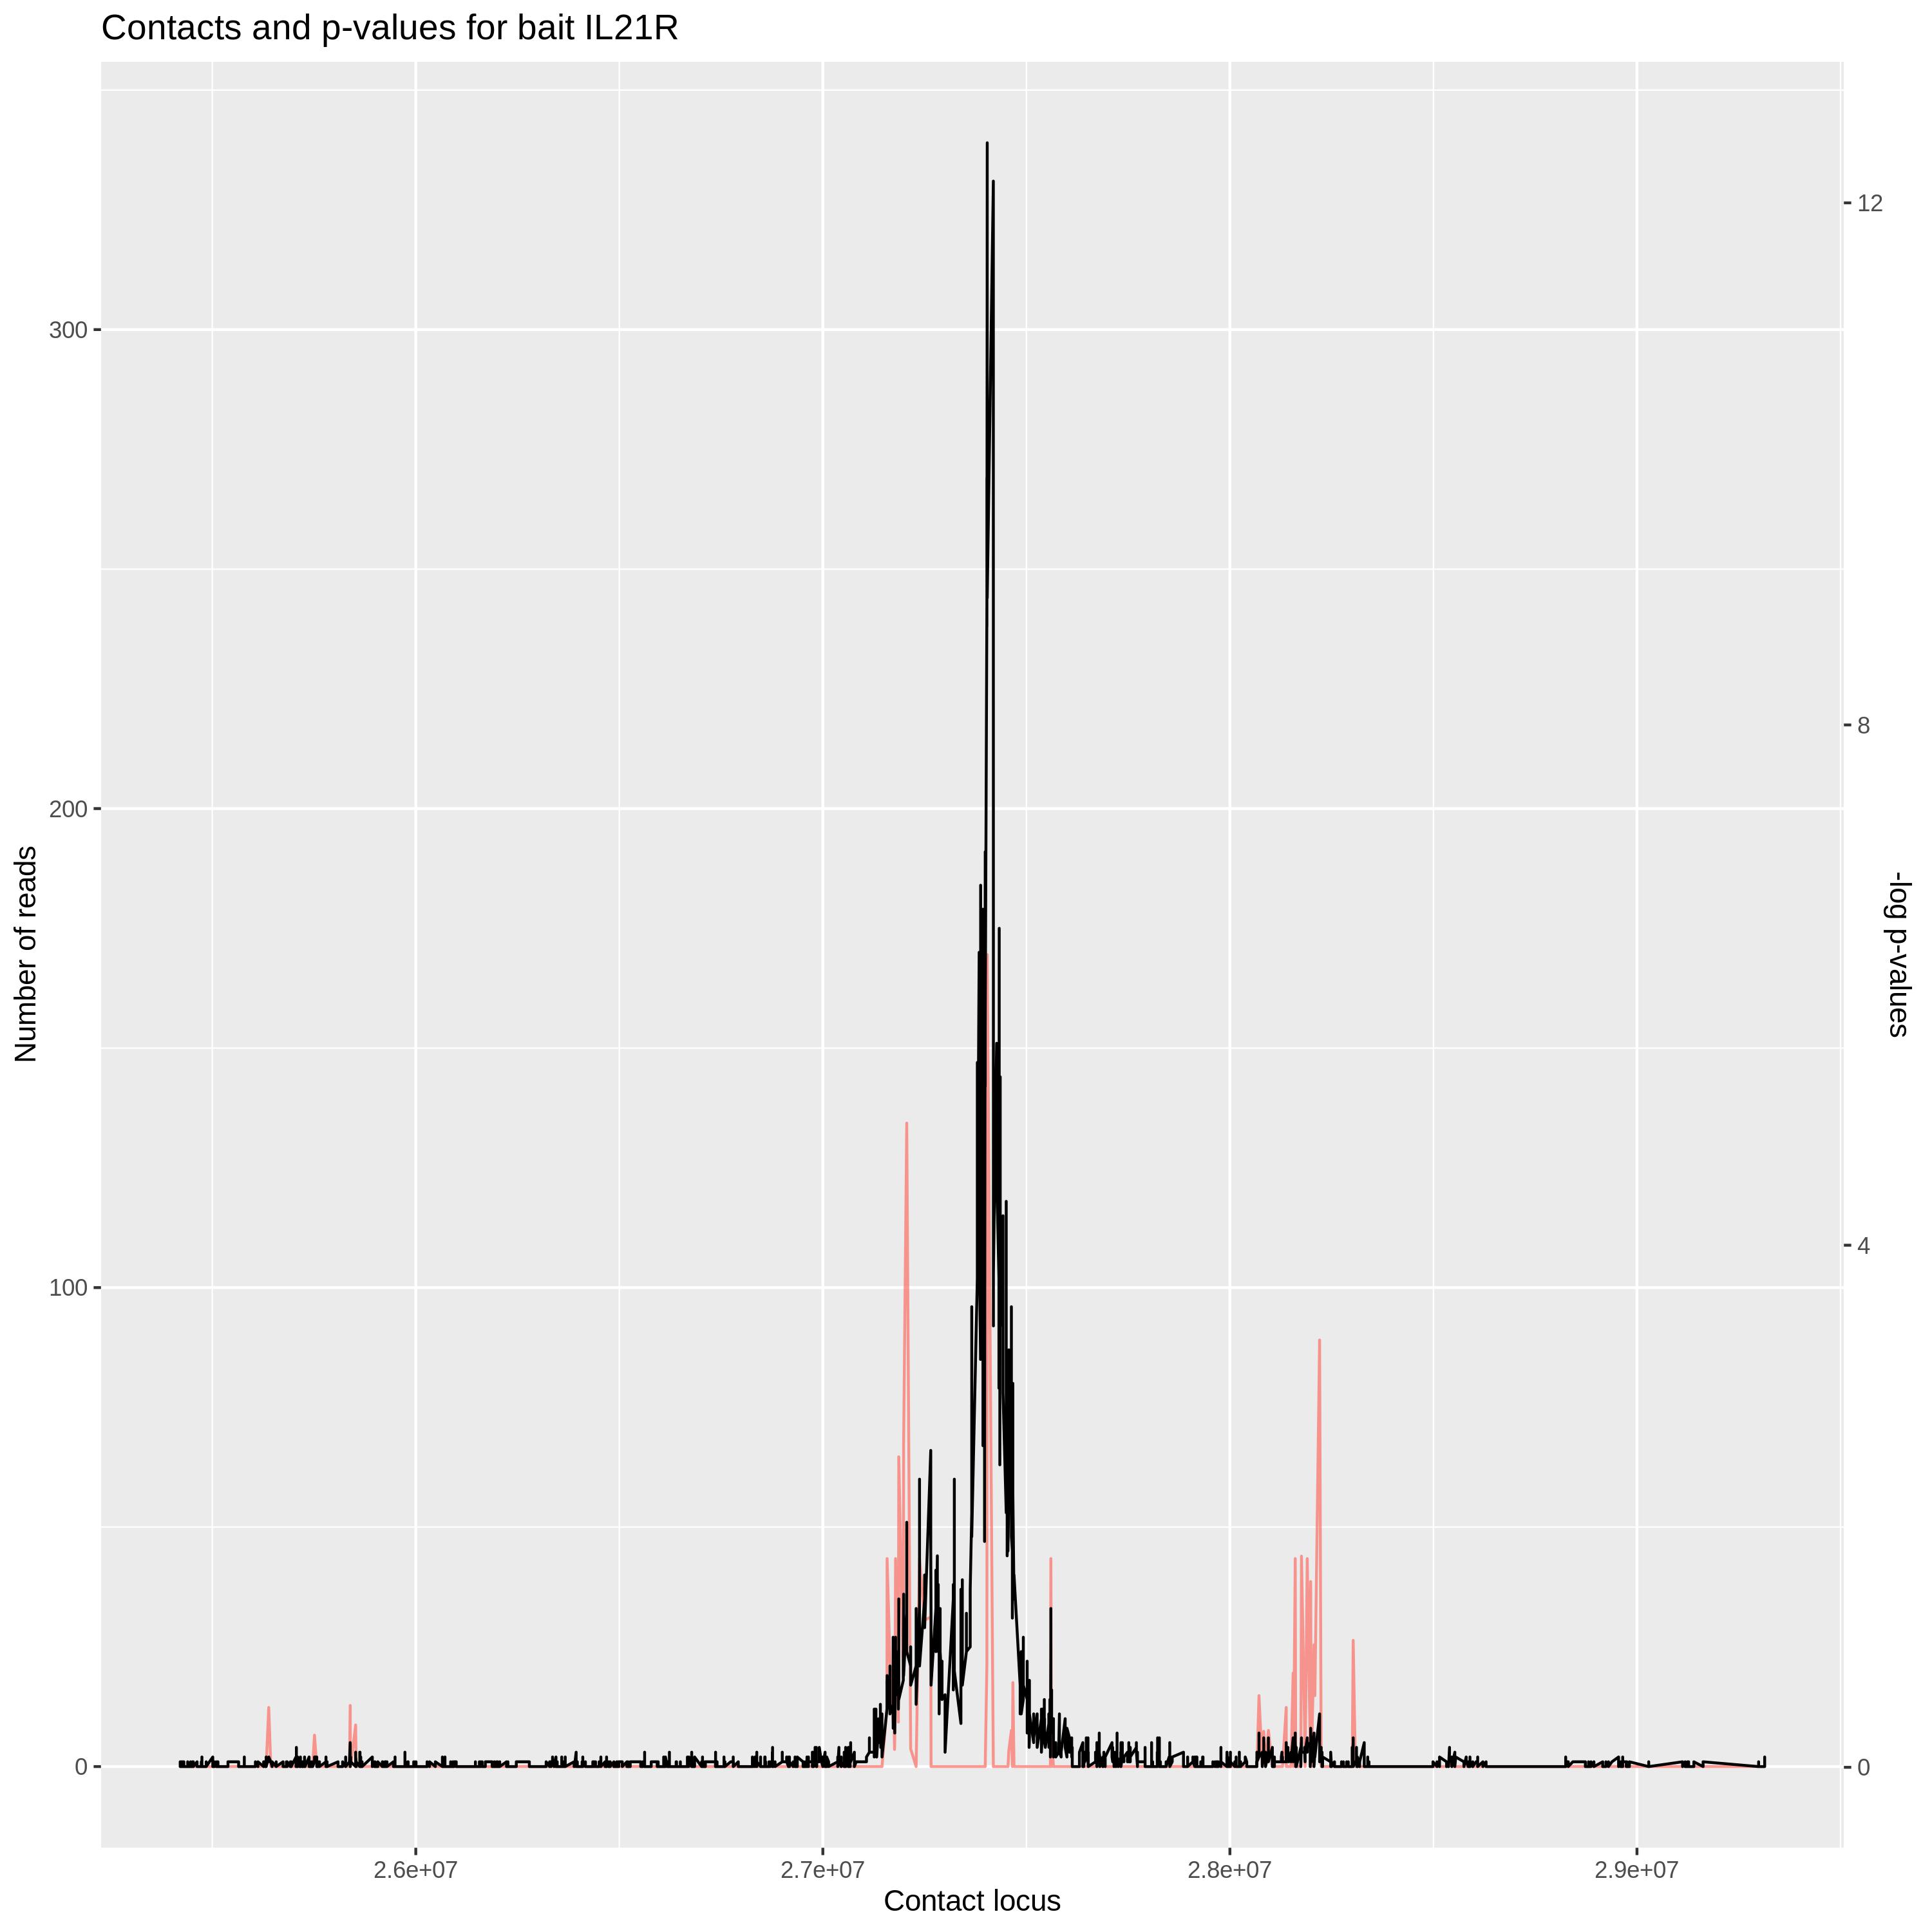 Contacts and p-values for bait IL21R
Number of reads
300
200
100
0
12
8
4
0
-log p-values
2.6e+07
2.7e+07
2.8e+07
2.9e+07
Contact locus